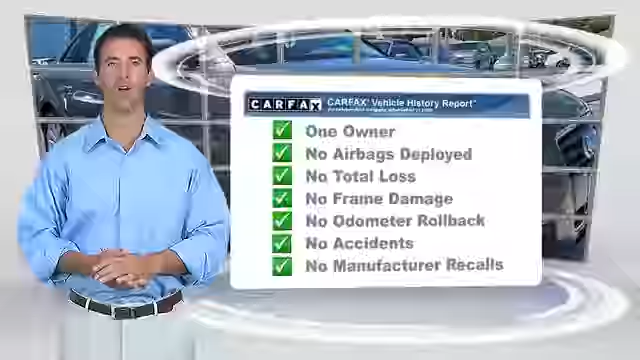 CARFAX CARFAX Vehicle History Report™
One Owner
No Airbags Deployed
No Total Loss
No Frame Damage
No Odometer Rollback
No Accidents
No Manufacturer Recalls